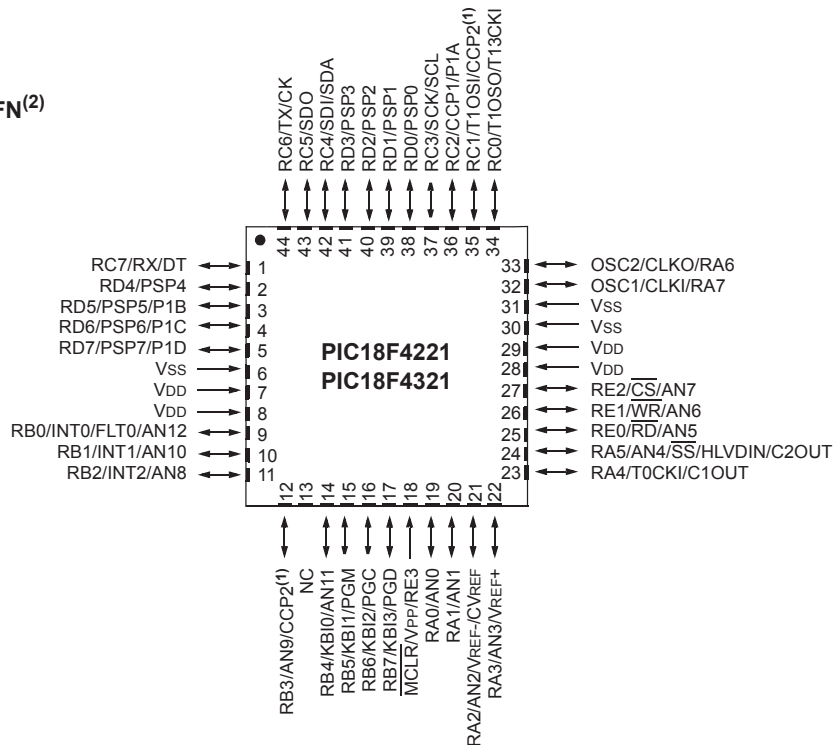 FN(2)
RC6/TX/CK
RC5/SDO
RC4/SDI/SDA
RD3/PSP3
RD2/PSP2
RD1/PSP1
RD0/PSP0
RC3/SCK/SCL
RC2/CCP1/P1A
RC1/T1OSI/CCP2(1)
RC0/T1OSO/T13CKI
44
43
42
41
40
39
38
37
36
35
34
RC7/RX/DT 1
RD4/PSP4 2
RD5/PSP5/P1B 3
RD6/PSP6/P1C 4
RD7/PSP7/P1D 5
VSS 6
VDD 7
VDD 8
RB0/INT0/FLT0/AN12 9
RB1/INT1/AN10 10
RB2/INT2/AN8 11
PIC18F4221
PIC18F4321
33 OSC2/CLKO/RA6
32 OSC1/CLKI/RA7
31 VSS
30 VSS
29 VDD
28 VDD
27 RE2/CS/AN7
26 RE1/WR/AN6
25 RE0/RD/AN5
24 RA5/AN4/SS/HLVDIN/C2OUT
23 RA4/T0CKI/C1OUT
12
13
14
15
16
17
18
19
20
21
22
RB3/AN9/CCP2(1)
NC
RB4/KBI0/AN11
RB5/KBI1/PGM
RB6/KBI2/PGC
RB7/KBI3/PGD
MCLR/VPP/RE3
RA0/AN0
RA1/AN1
RA2/AN2/VREF-/CVREF
RA3/AN3/VREF+